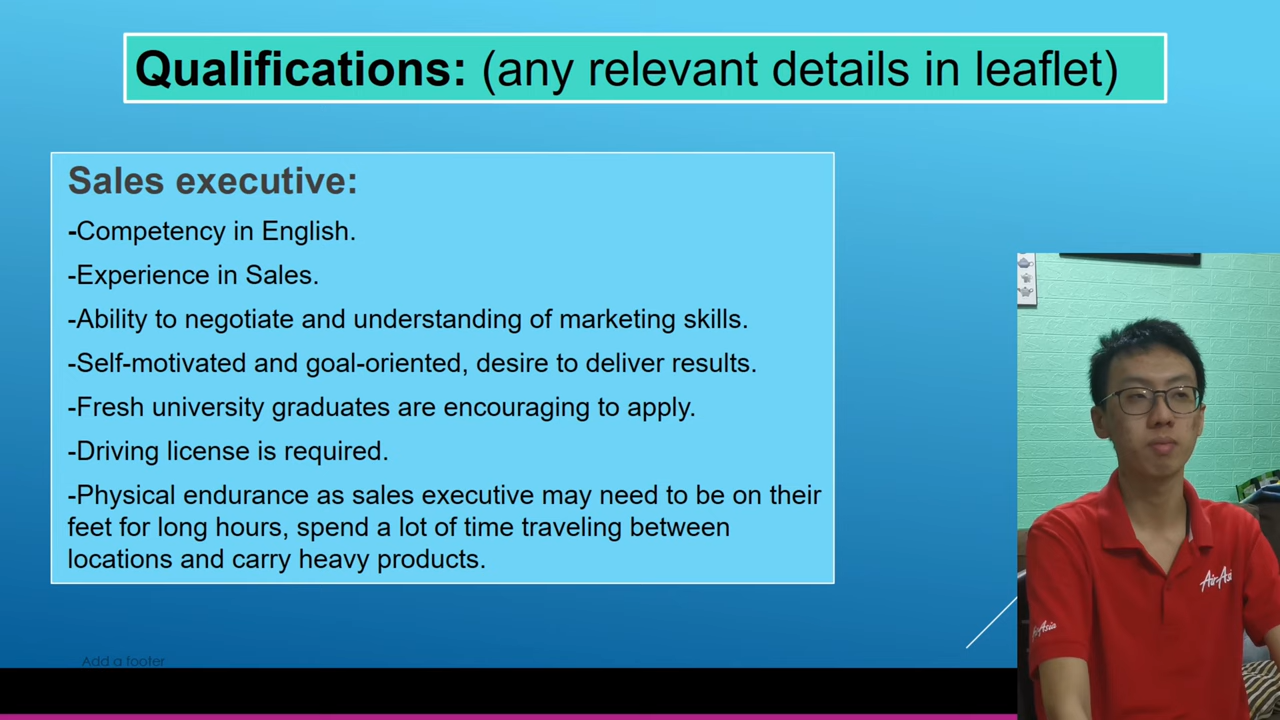 Qualifications: (any relevant details in leaflet)
Sales executive:
-Competency in English.
-Experience in Sales.
-Ability to negotiate and understanding of marketing skills.
-Self-motivated and goal-oriented, desire to deliver results.
-Fresh university graduates are encouraging to apply.
-Driving license is required.
-Physical endurance as sales executive may need to be on their
feet for long hours, spend a lot of time traveling between
locations and carry heavy products.
Add a footer
AirAsi
AirAsia